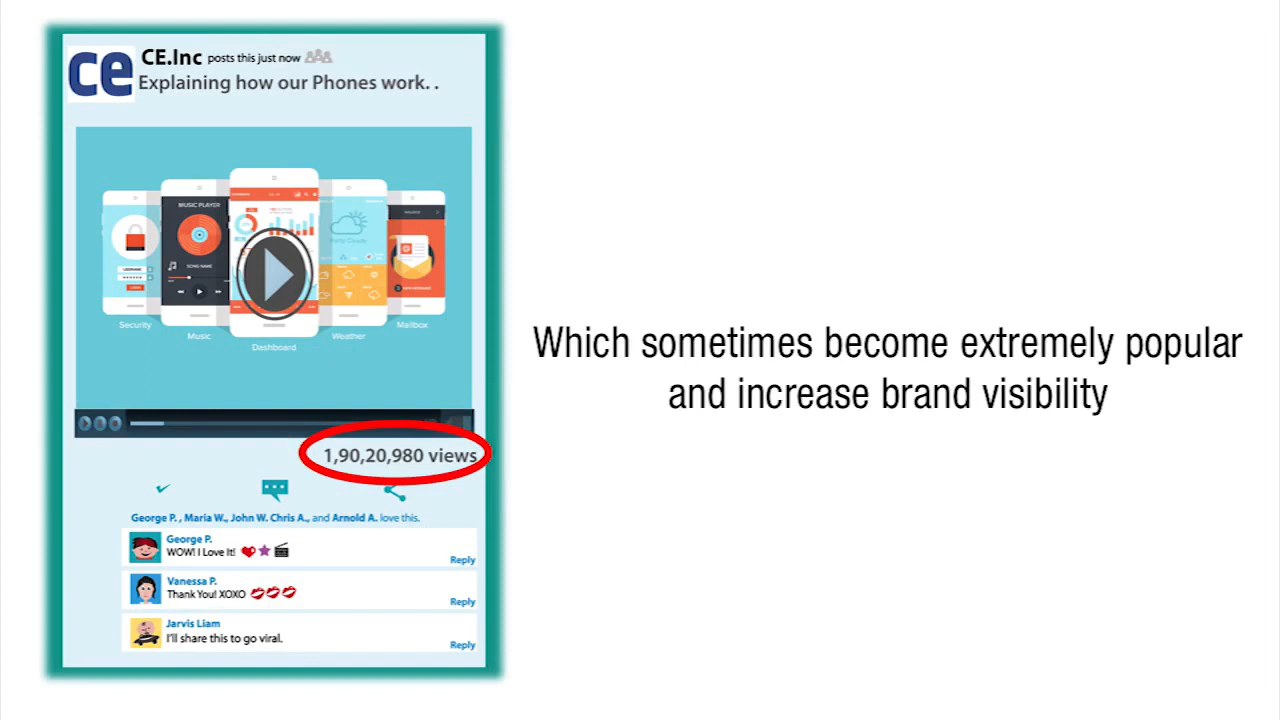 ce
CE.Inc posts this just now
Explaining how our Phones work. .
MUSIC PLAYER
SONG NAME
Security
Music
Dashboard
Weather
Mailbox
1,90,20,980 views
George P. , Maria W., John W. Chris A., and Arnold A. love this.
George P.
WOW! I Love It!
Reply
Vanessa P.
Thank You! XOXO
Reply
Jarvis Liam
I'll share this to go viral.
Reply
Which sometimes become extremely popular
and increase brand visibility